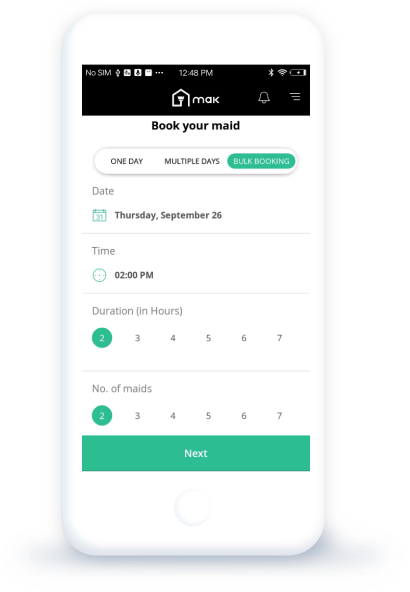 No SIM ••• 12:48 PM
мак
Book your maid
ONE DAY MULTIPLE DAYS BULK BOOKING
Date
31 Thursday, September 26
Time
02:00 PM
Duration (in Hours)
2 3 4 5 6 7
No. of maids
2 3 4 5 6 7
Next